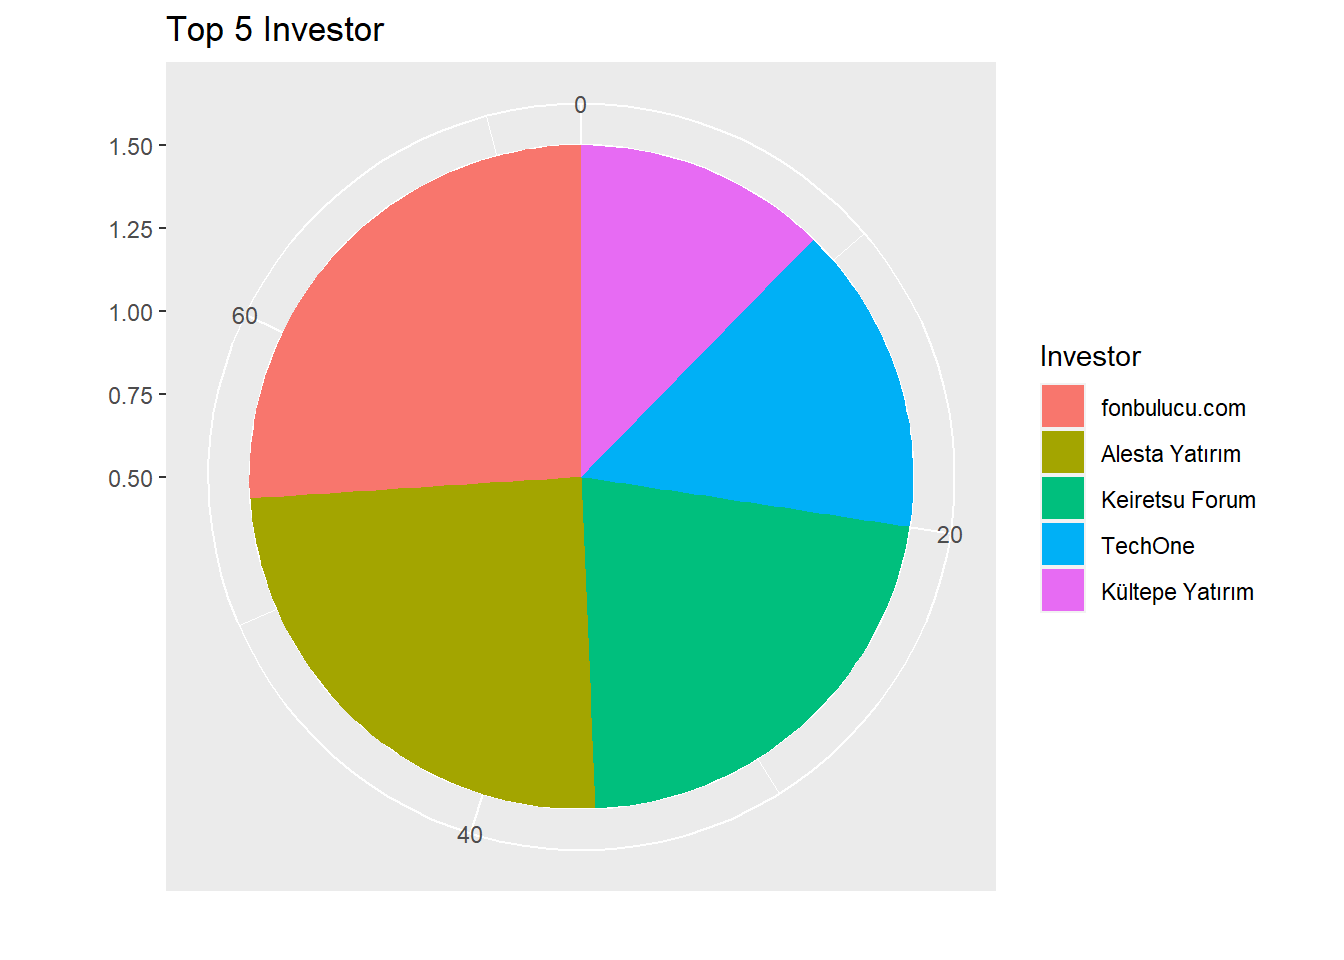 Top 5 Investor
0
1.50
1.25
1.00
0.75
0.50
60
20
40
Investor
fonbulucu.com
Alesta Yatırım
Keiretsu Forum
TechOne
Kültepe Yatırım